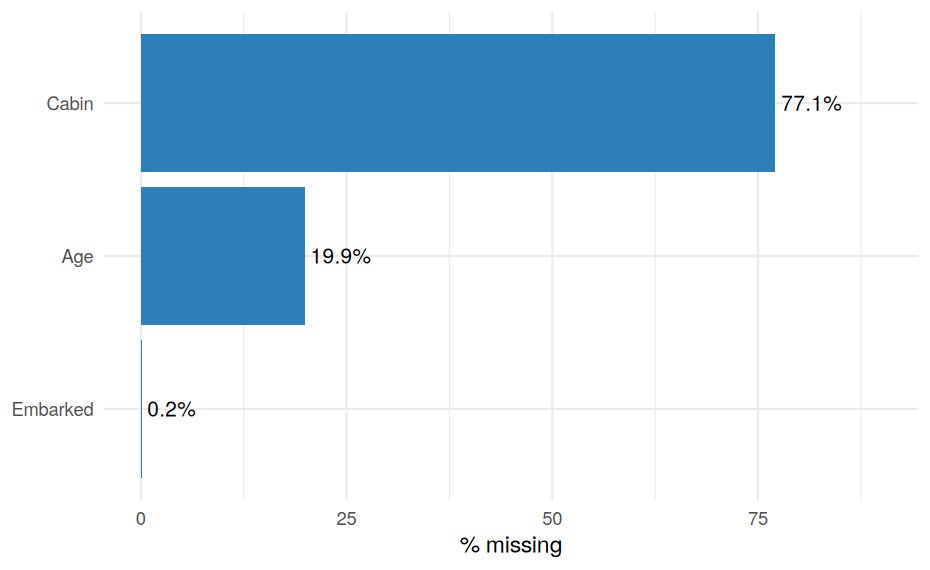 Cabin
77.1%
Age
19.9%
Embarked
0.2%
0 25 50 75
% missing